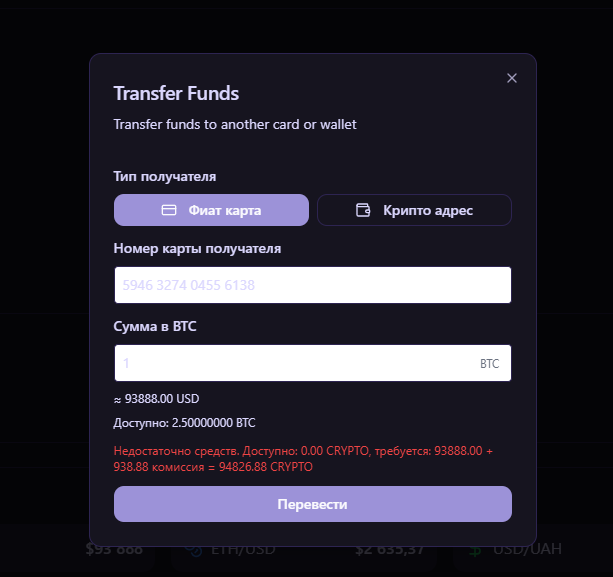 Transfer Funds
Transfer funds to another card or wallet
Тип получателя
Фиат карта
Крипто адрес
Номер карты получателя
5946 3274 0455 6138
Сумма в BTC
1
BTC
≈ 93888.00 USD
Доступно: 2.50000000 BTC
Недостаточно средств. Доступно: 0.00 CRYPTO, требуется: 93888.00 +
938.88 комиссия = 94826.88 CRYPTO
Перевести
$93 888
ETH/USD
$2 635,37
USD/UAH